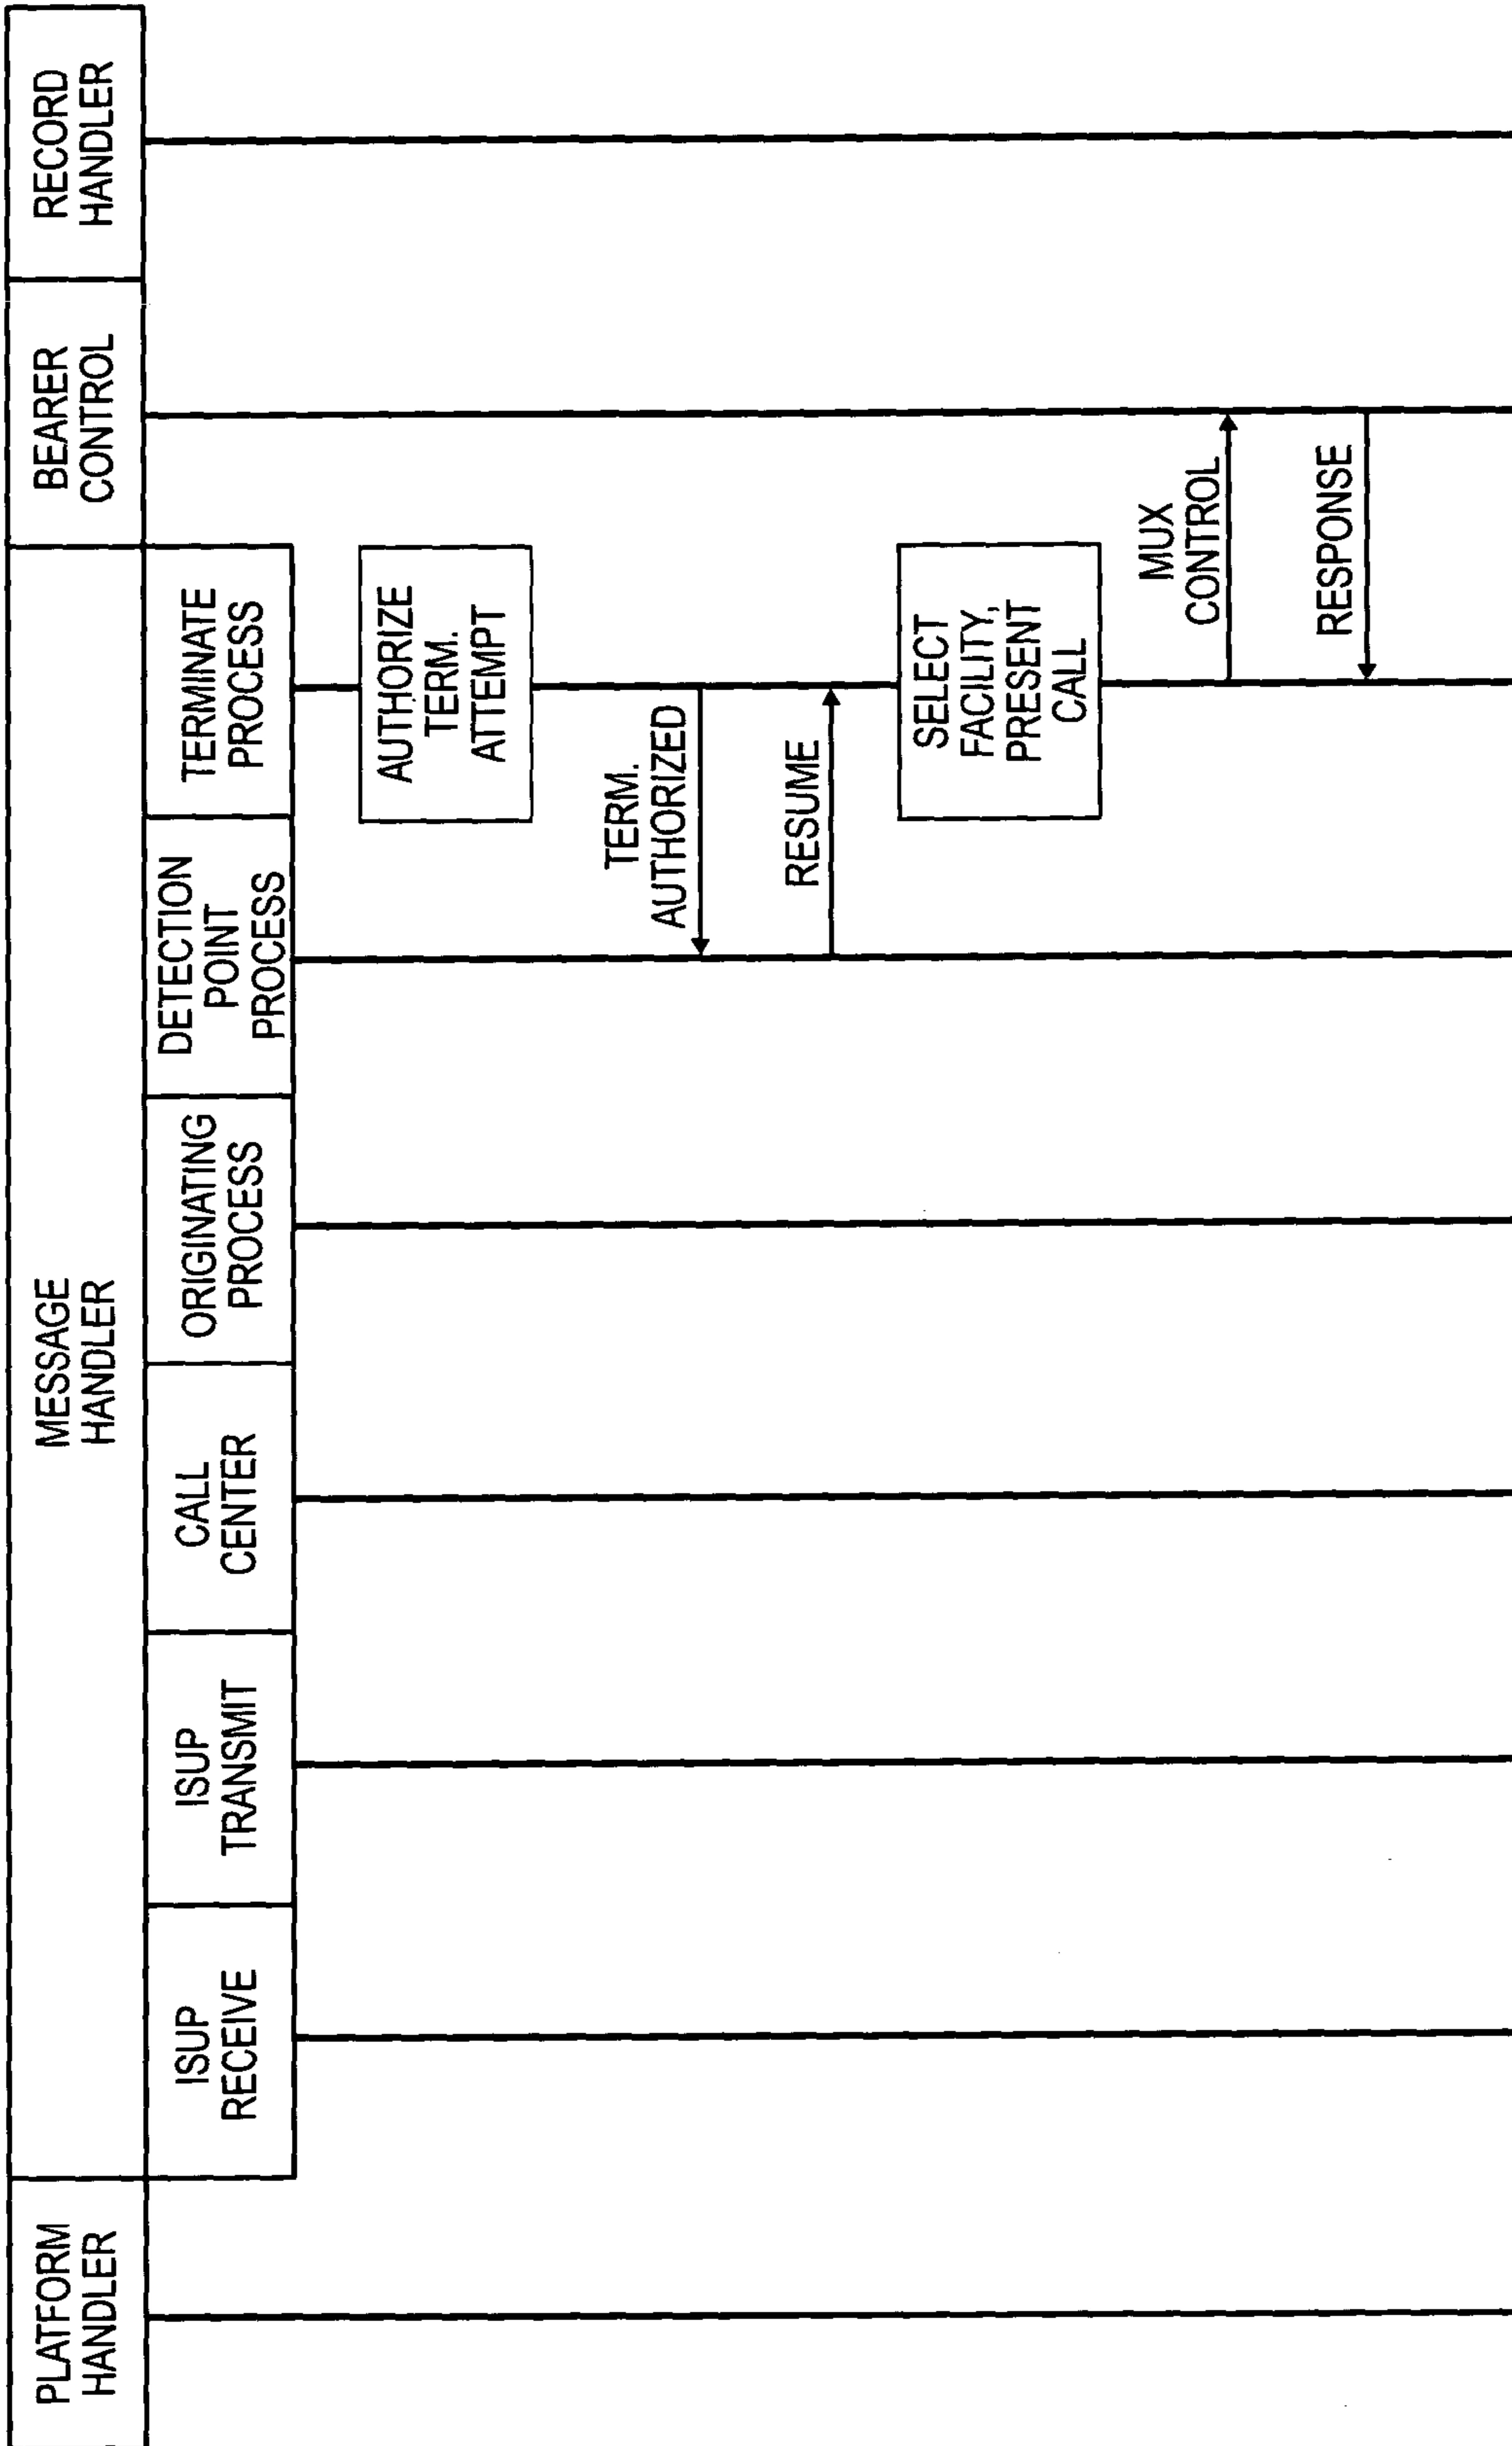 PLATFORM
HANDLER
MESSAGE
HANDLER
BEARER
CONTROL
RECORD
HANDLER
ISUP
RECEIVE
ISUP
TRANSMIT
CALL
CENTER
ORIGINATING
PROCESS
DETECTION
POINT
PROCESS
TERMINATE
PROCESS
AUTHORIZE
TERM.
ATTEMPT
TERM.
AUTHORIZED
RESUME
SELECT
FACILITY,
PRESENT
CALL
MUX
CONTROL
RESPONSE